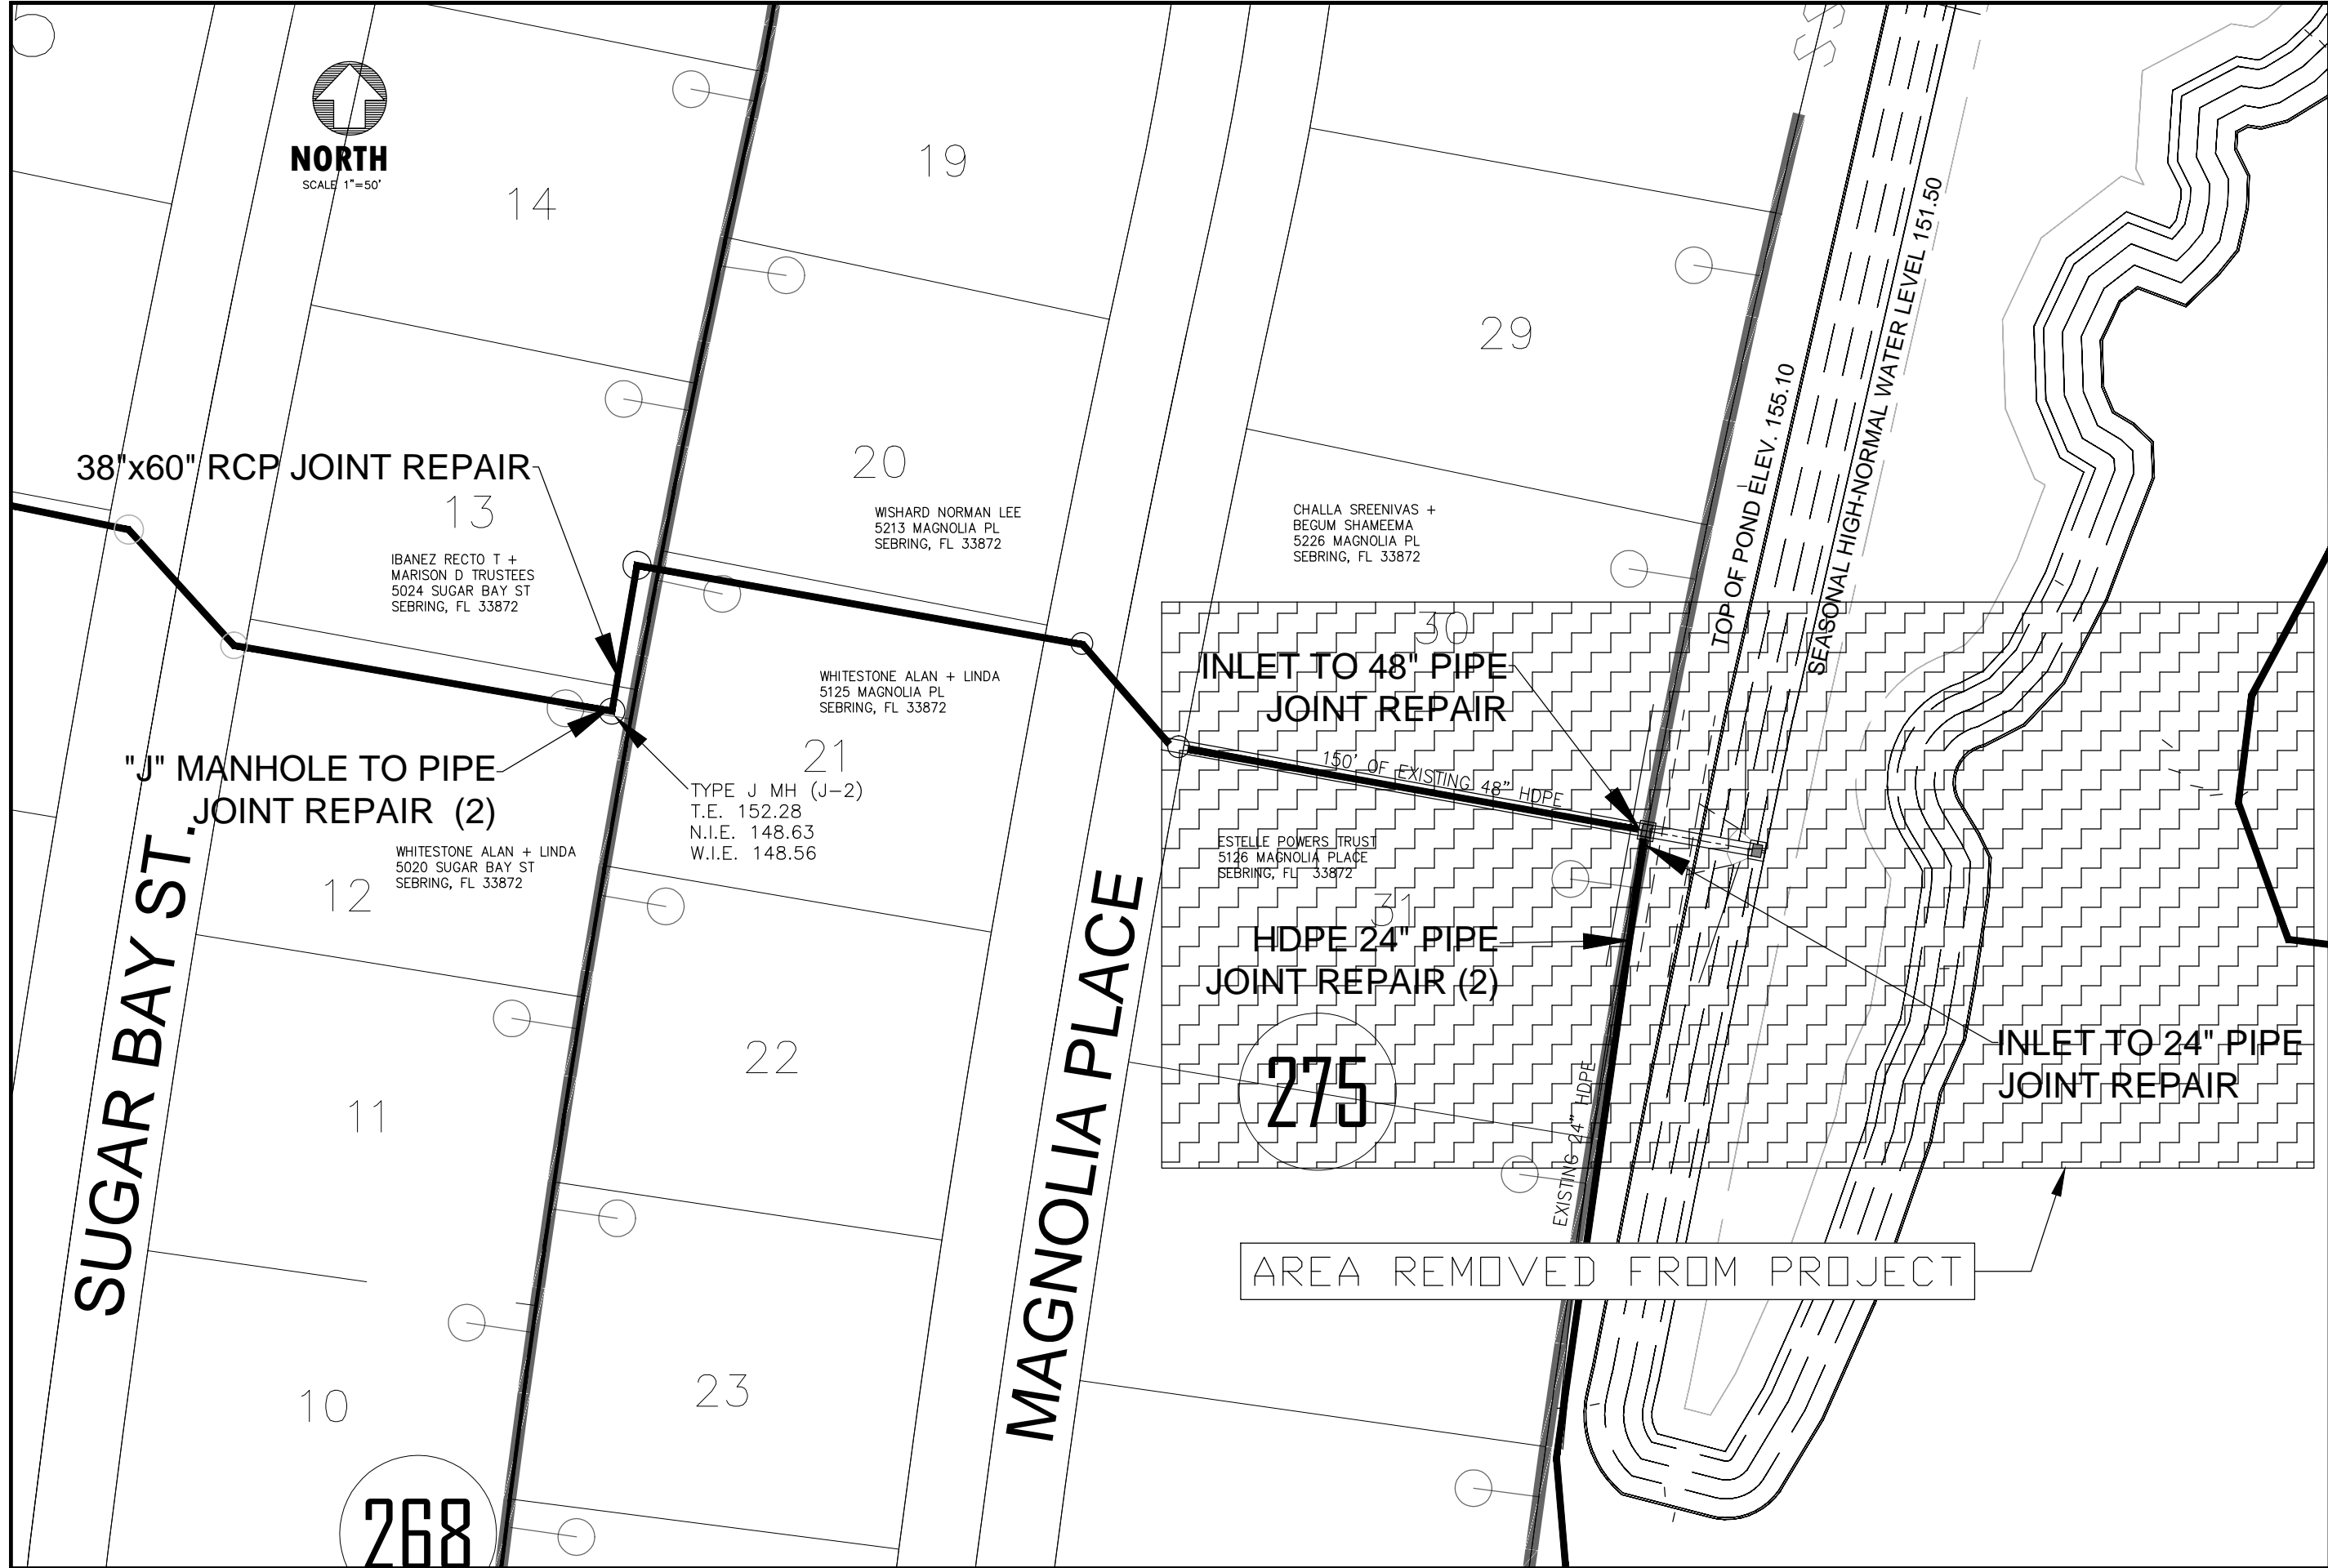 NORTH
SCALE 1"=50'
14
19
29
38"x60" RCP JOINT REPAIR
13
IBANEZ RECTO T +
MARISON D TRUSTEES
5024 SUGAR BAY ST
SEBRING, FL 33872
20
WISHARD NORMAN LEE
5213 MAGNOLIA PL
SEBRING, FL 33872
CHALLA SREENIVAS +
BEGUM SHAMEEMA
5226 MAGNOLIA PL
SEBRING, FL 33872
TOP OF POND ELEV. 155.10
SEASONAL HIGH-NORMAL WATER LEVEL 151.50
30
INLET TO 48" PIPE
JOINT REPAIR
WHITESTONE ALAN + LINDA
5125 MAGNOLIA PL
SEBRING, FL 33872
21
"J" MANHOLE TO PIPE
JOINT REPAIR (2)
TYPE J MH (J-2)
T.E. 152.28
N.I.E. 148.63
W.I.E. 148.56
150' OF EXISTING 48" HDPE
WHITESTONE ALAN + LINDA
5020 SUGAR BAY ST
SEBRING, FL 33872
12
ESTELLE POWERS TRUST
5126 MAGNOLIA PLACE
SEBRING, FL 33872
31
HDPE 24" PIPE
JOINT REPAIR (2)
INLET TO 24" PIPE
JOINT REPAIR
SUGAR BAY ST.
MAGNOLIA PLACE
275
EXISTING 24" HDPE
11
22
AREA REMOVED FROM PROJECT
10
23
268